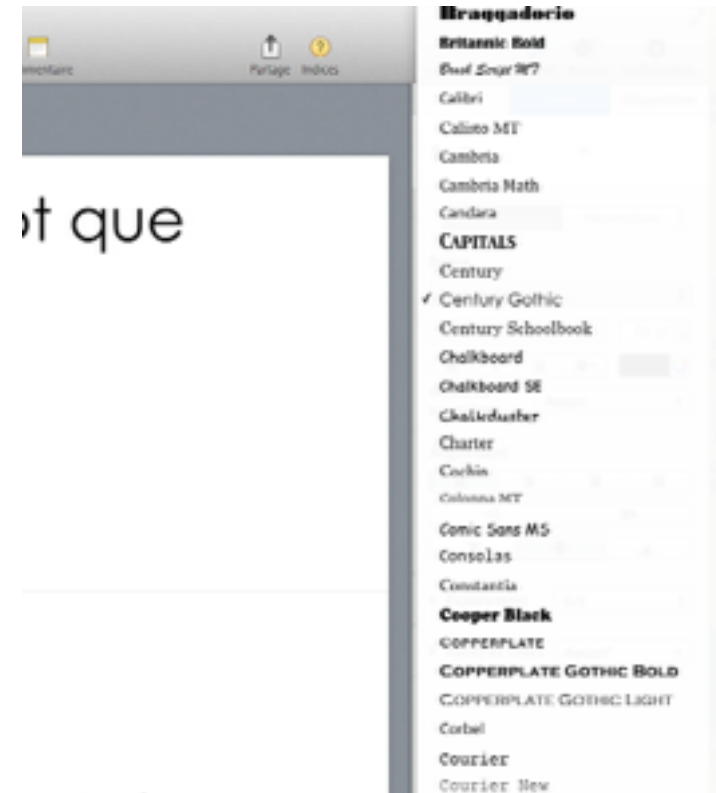 Partage Indices
ot que
Braggadocio
Britannic Bold
Brush Script MT
Calibri
Calisto MT
Cambria
Cambria Math
Candara
CAPITALS
Century
✓ Century Gothic
Century Schoolbook
Chalkboard
Chalkboard SE
Chalkduster
Charter
Cochin
Colonna MT
Comic Sans MS
Consolas
Constantia
Cooper Black
COPPERPLATE
COPPERPLATE GOTHIC BOLD
COPPERPLATE GOTHIC LIGHT
Corbel
Courier
Courier New